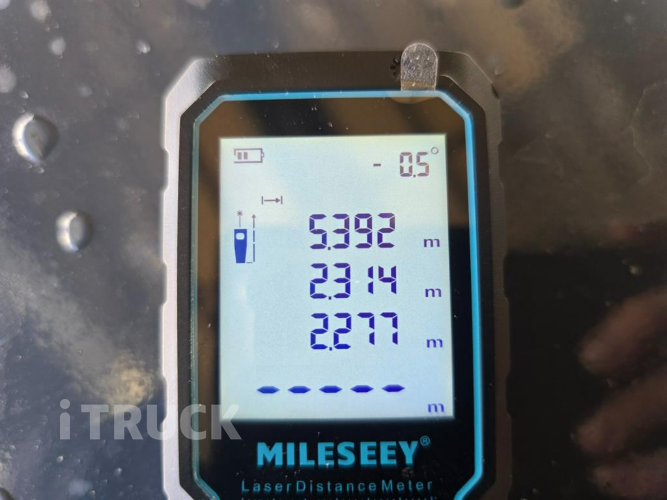 - 0.5°
5.392 m
2.314 m
2.277 m
- - - - - m
iTRUCK
MILESEEY®
Laser Distance Meter